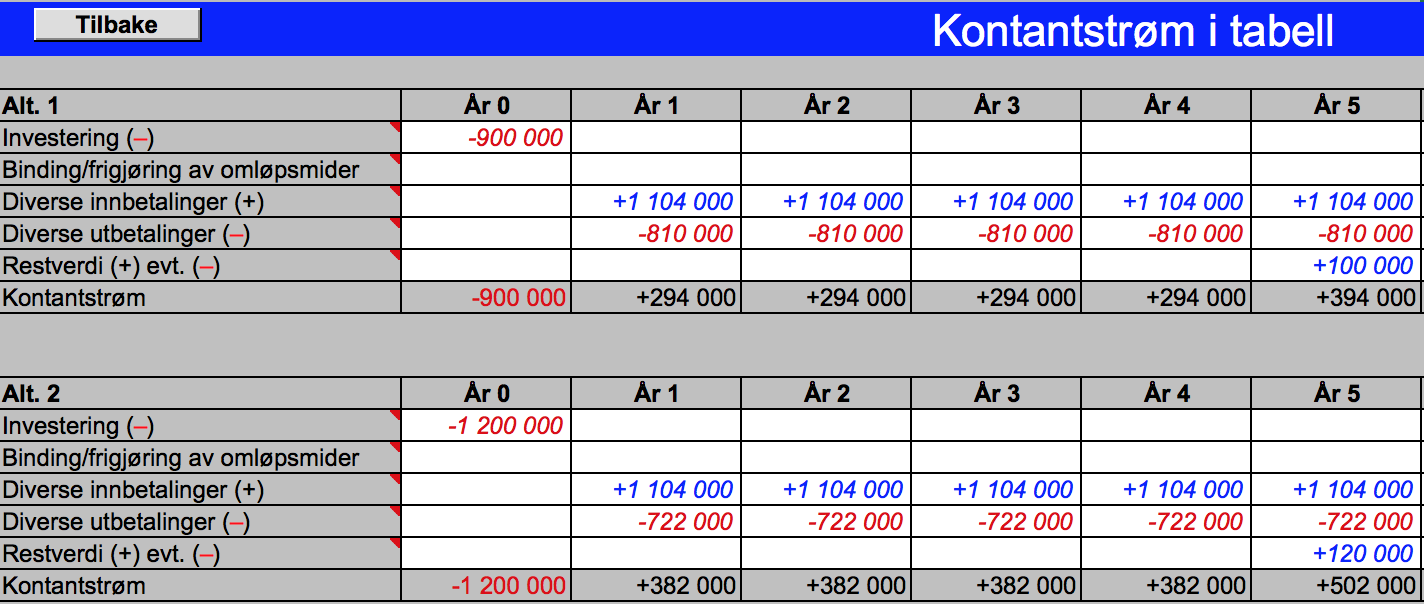 Tilbake
Kontantstrøm i tabell
Alt. 1 År 0 År 1 År 2 År 3 År 4 År 5
Investering (–) -900 000
Binding/frigjøring av omløpsmider
Diverse innbetalinger (+) +1 104 000 +1 104 000 +1 104 000 +1 104 000 +1 104 000
Diverse utbetalinger (–) -810 000 -810 000 -810 000 -810 000 -810 000
Restverdi (+) evt. (–) +100 000
Kontantstrøm -900 000 +294 000 +294 000 +294 000 +294 000 +394 000
Alt. 2 År 0 År 1 År 2 År 3 År 4 År 5
Investering (–) -1 200 000
Binding/frigjøring av omløpsmider
Diverse innbetalinger (+) +1 104 000 +1 104 000 +1 104 000 +1 104 000 +1 104 000
Diverse utbetalinger (–) -722 000 -722 000 -722 000 -722 000 -722 000
Restverdi (+) evt. (–) +120 000
Kontantstrøm -1 200 000 +382 000 +382 000 +382 000 +382 000 +502 000